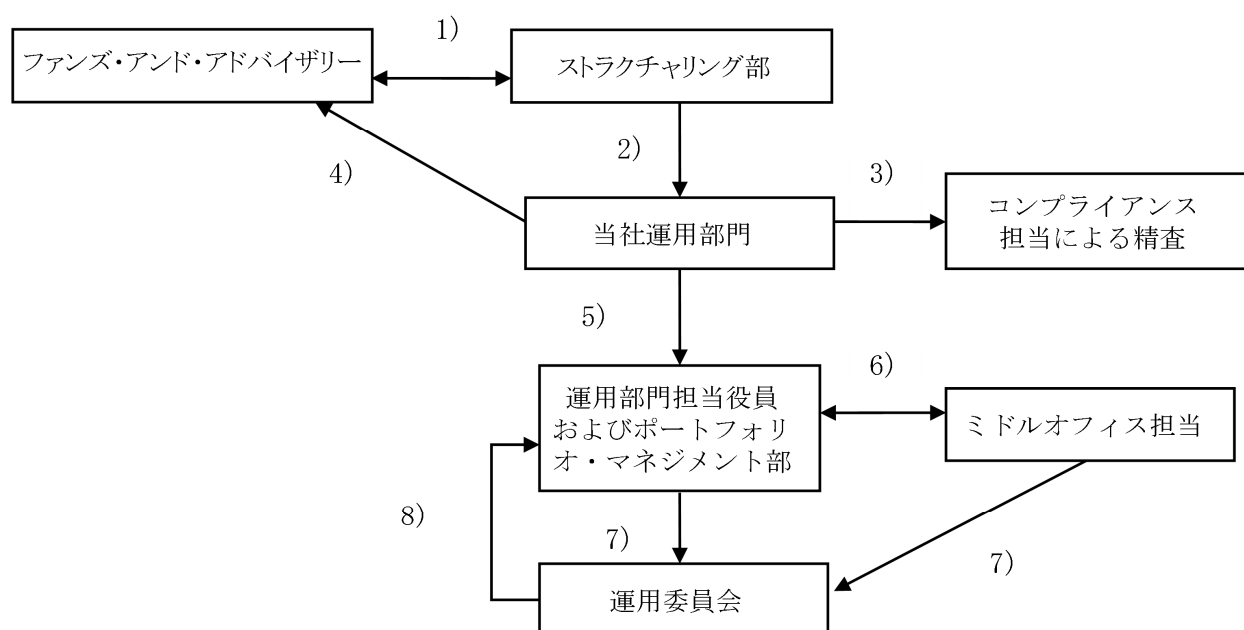 1)
ファンズ・アンド・アドバイザリー
ストラクチャリング部
2)
4)
3)
コンプライアンス
担当による精査
当社運用部門
5)
6)
運用部門担当役員
およびポートフォリ
オ・マネジメント部
ミドルオフィス担当
8)
7)
7)
運用委員会